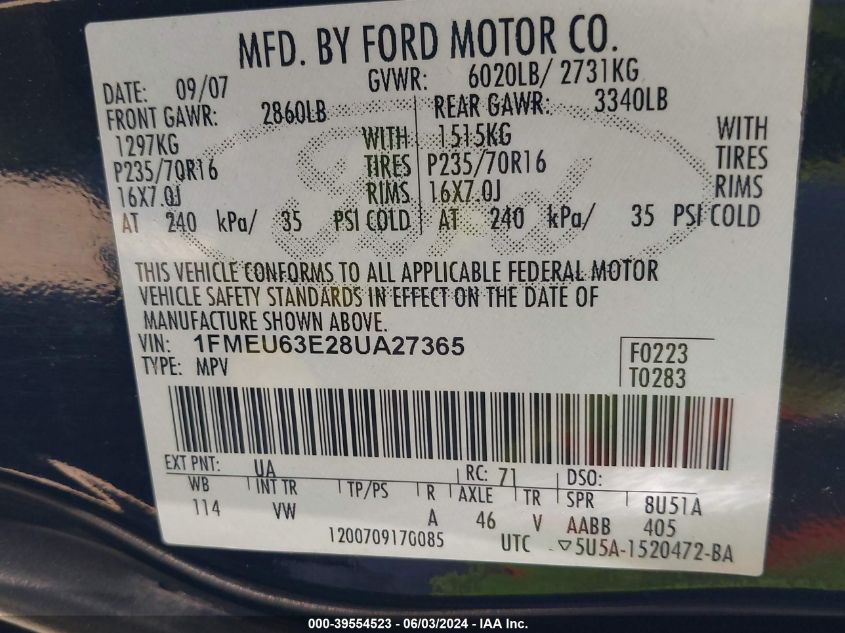 MFD. BY FORD MOTOR CO.
DATE: 09/07 GVWR: 6020LB/ 2731KG
FRONT GAWR: 2860LB REAR GAWR: 3340LB
1297KG WITH 1515KG WITH
P235/70R16 TIRES P235/70R16 TIRES
16X7.0J RIMS 16X7.0J RIMS
AT 240 kPa/ 35 PSI COLD AT 240 kPa/ 35 PSI COLD
Ford
THIS VEHICLE CONFORMS TO ALL APPLICABLE FEDERAL MOTOR
VEHICLE SAFETY STANDARDS IN EFFECT ON THE DATE OF
MANUFACTURE SHOWN ABOVE.
VIN: 1FMEU63E28UA27365
F0223
TYPE: MPV
T0283
EXT PNT: UA RC: 71 DSO:
WB INT TR TP/PS R AXLE TR SPR 8U51A
114 VW A 46 V AABB 405
1200709170085 UTC ▽5U5A-1520472-BA
000-39554523 - 06/03/2024 - IAA Inc.